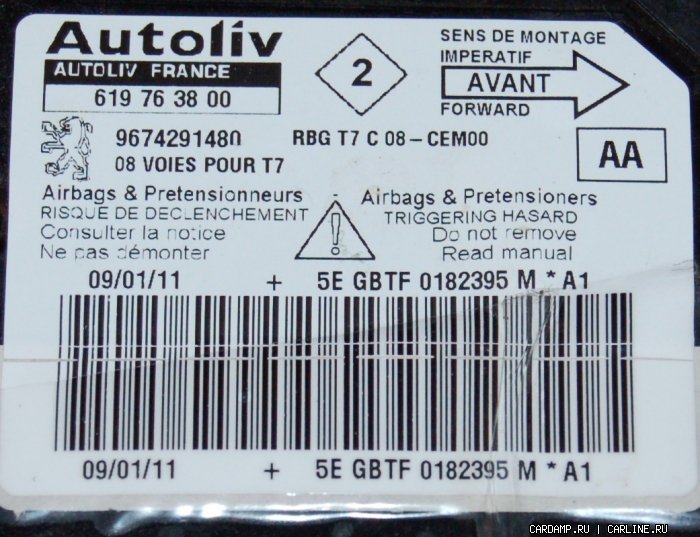 Autoliv
AUTOLIV FRANCE
619 76 38 00
2
SENS DE MONTAGE
IMPERATIF
AVANT
FORWARD
9674291480
RBG T7 C 08-CEM00
08 VOIES POUR T7
AA
Airbags & Pretensionneurs
RISQUE DE DECLENCHEMENT
Consulter la notice
Ne pas démonter
!
Airbags & Pretensioners
TRIGGERING HASARD
Do not remove
Read manual
09/01/11 + 5E GBTF 0182395 M * A1
09/01/11 + 5E GBTF 0182395 M * A1
CARDAMP.RU | CARLINE.RU